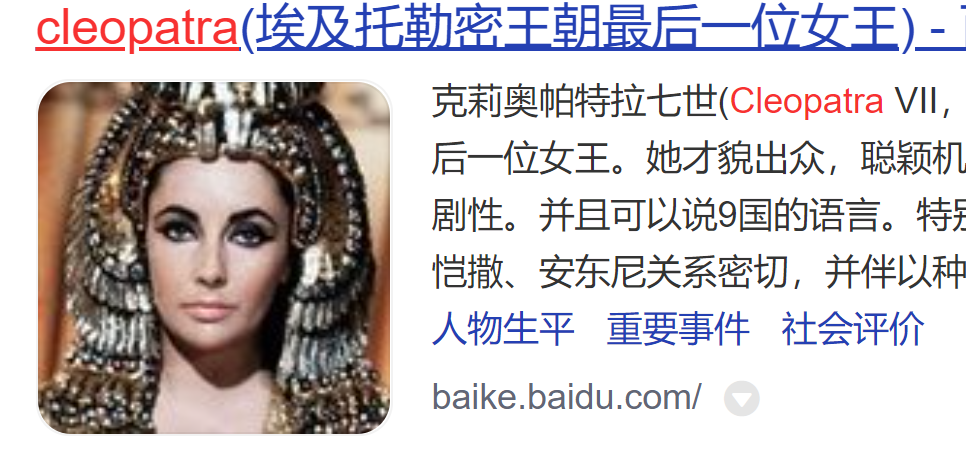 cleopatra(埃及托勒密王朝最后一位女王) -
克莉奥帕特拉七世(Cleopatra VII，
后一位女王。她才貌出众，聪颖机
剧性。并且可以说9国的语言。特别
恺撒、安东尼关系密切，并伴以种
人物生平 重要事件 社会评价
baike.baidu.com/